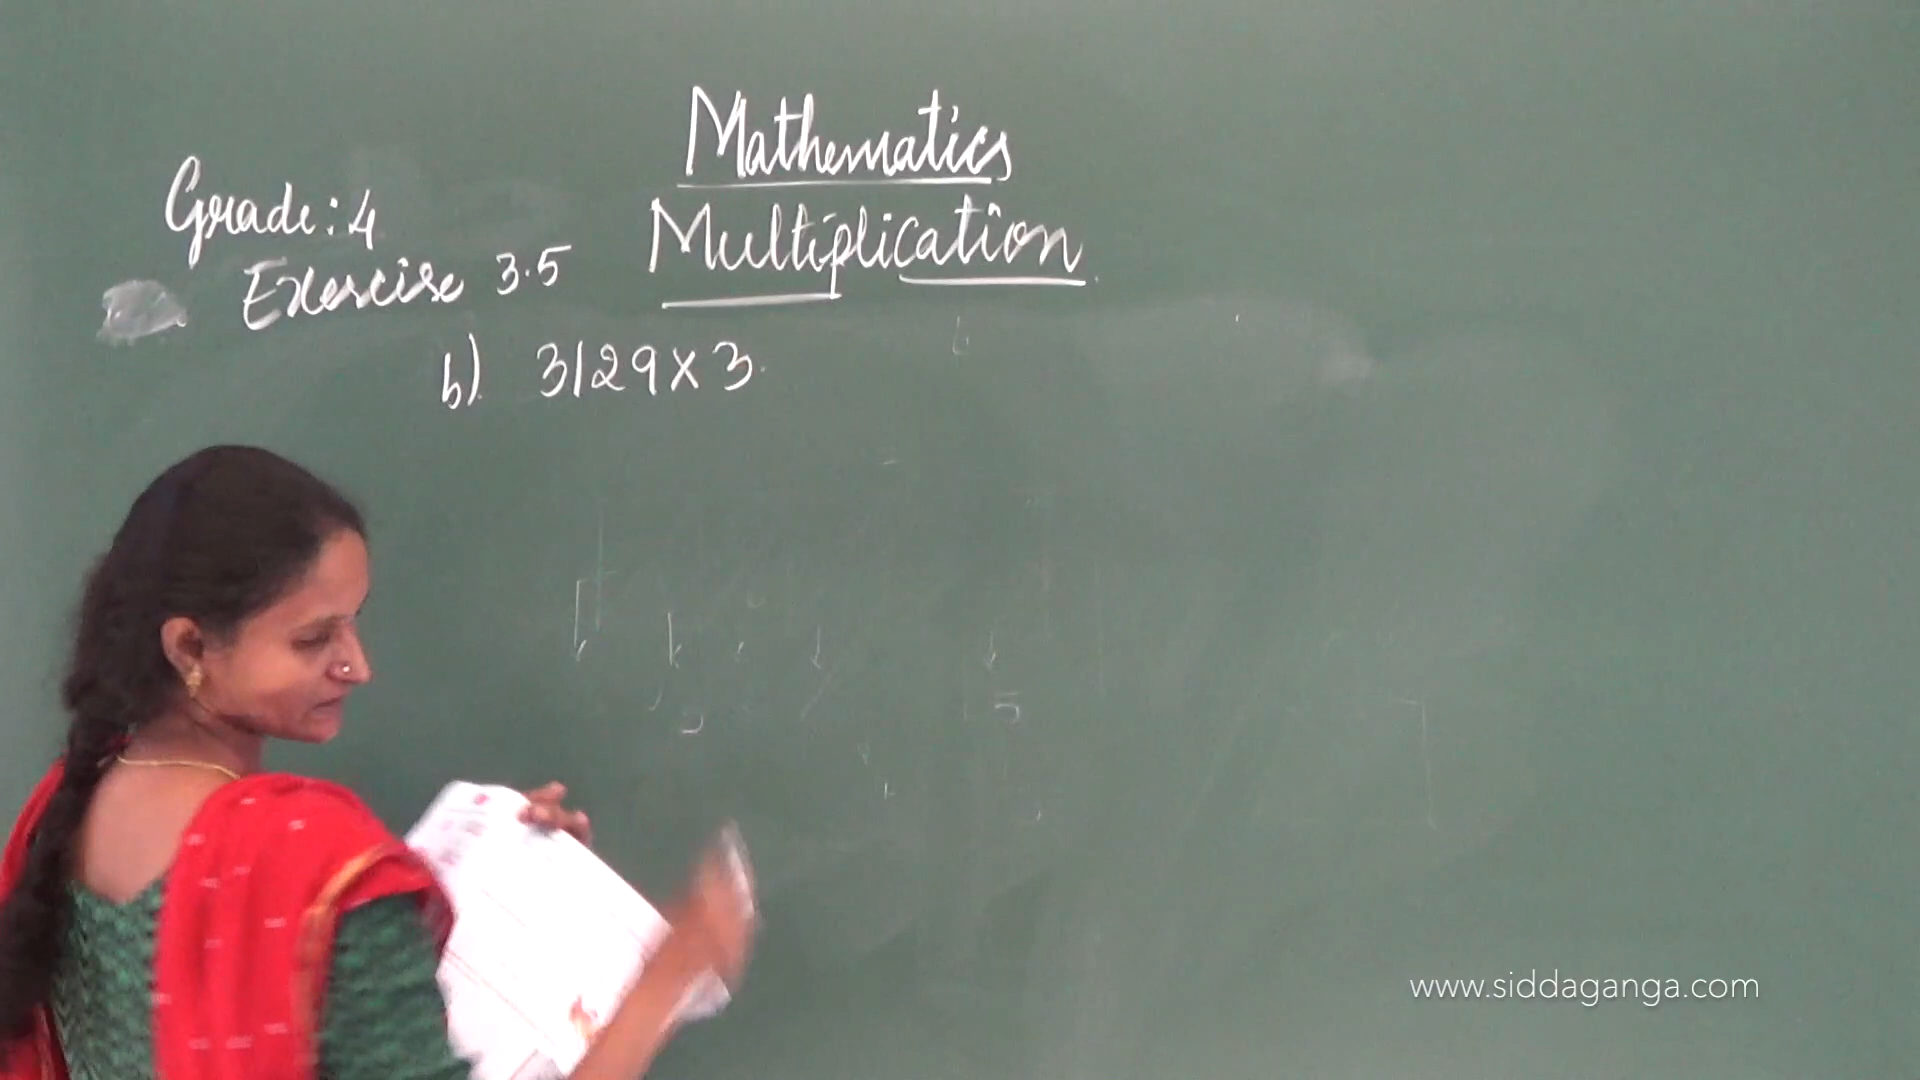 Mathematics
Grade: 4
Multiplication
Exercise 3.5
b) 3129 x 3
www.siddaganga.com